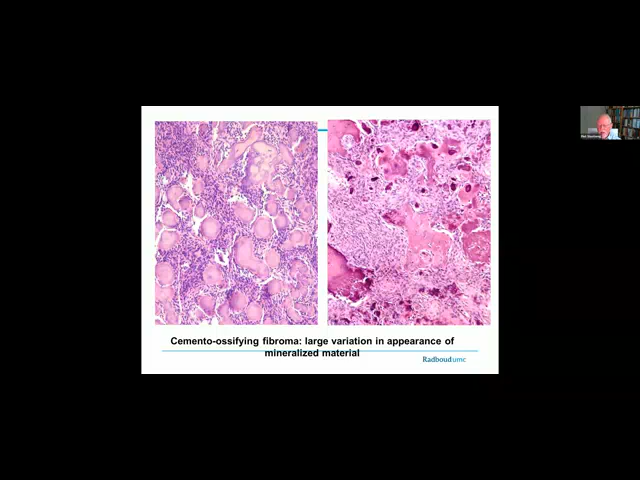 Cemento-ossifying fibroma: large variation in appearance of
mineralized material
Radboudumc